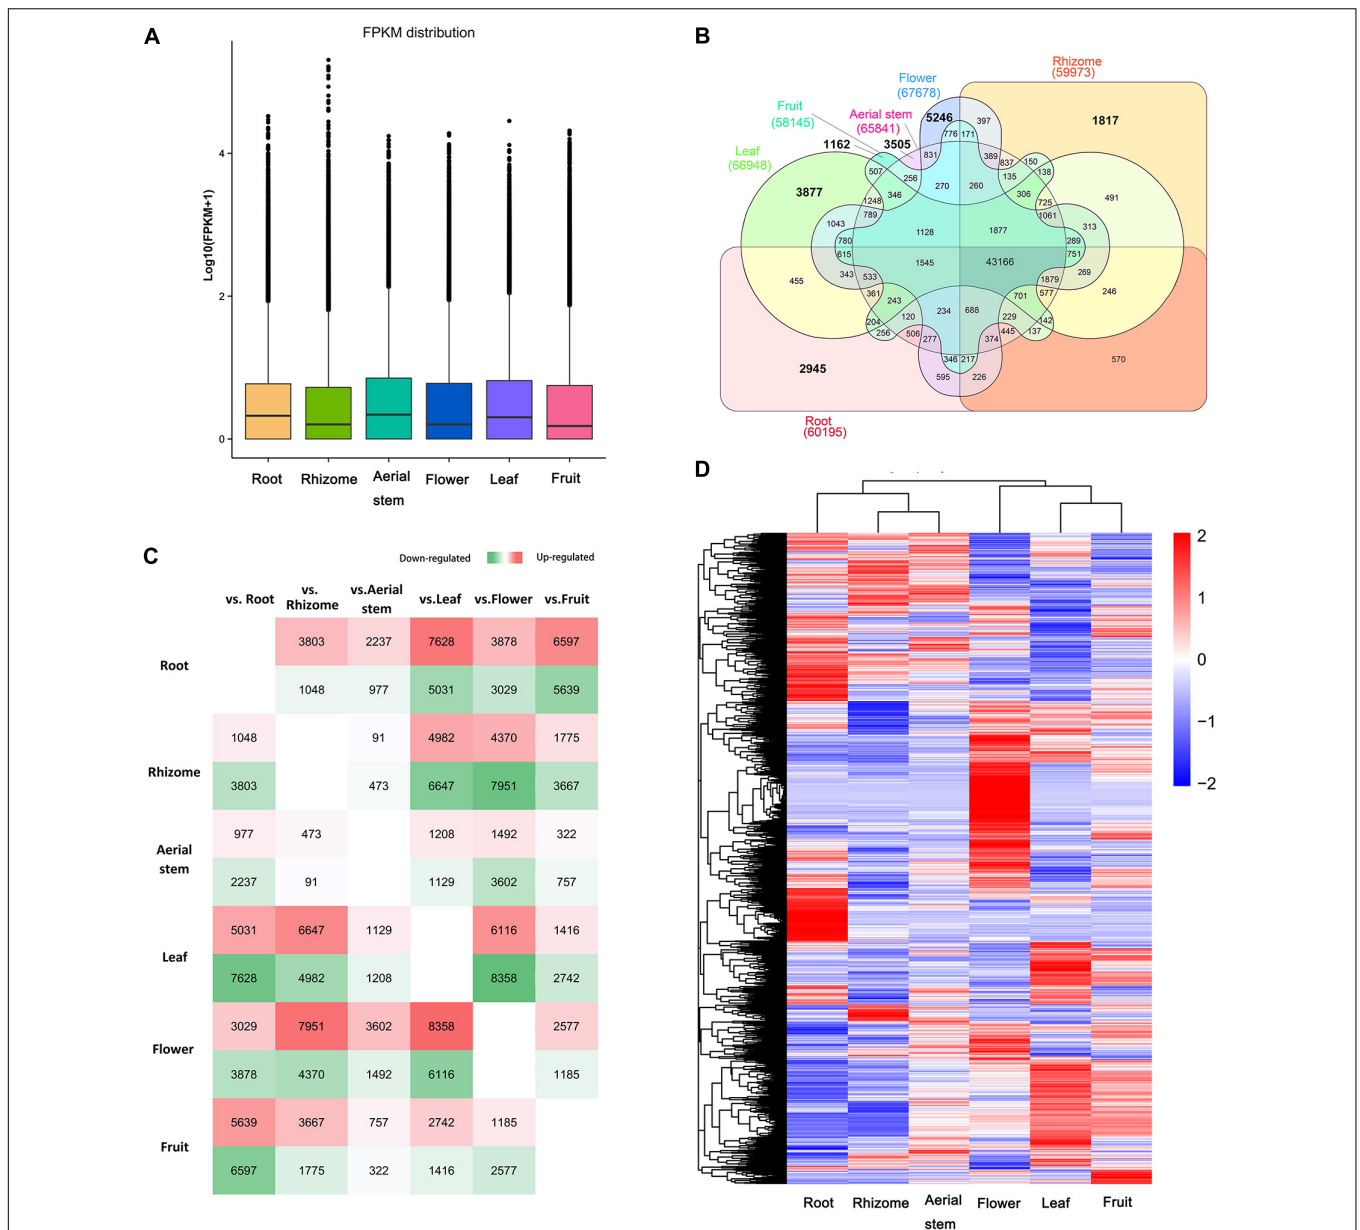 A
FPKM distribution
Log10(FPKM+1)
4
2
0
Root
Rhizome
Aerial
stem
Flower
Leaf
Fruit
B
Rhizome
(59973)
Flower
(67678)
Fruit
(58145)
Aerial stem
(65841)
Leaf
(66948)
Root
(60195)
5246
397
1817
776 171
1162
3505
831
389
837
150
138
507
256
135
270
260
306
491
3877
346
1248
789
725
1061
1043
313
1128
1877
780
289
615
751
1545
43166
343
533
1879
269
455
361
577
246
243
701
204
120
234
688
229
142
256
506
277
374
445
137
346 217
570
2945
595
226
C
Down-regulated
Up-regulated
vs. Root
vs.
Rhizome
vs.Aerial
stem
vs.Leaf
vs.Flower
vs.Fruit
Root
3803 2237 7628 3878 6597
1048 977 5031 3029 5639
Rhizome
1048 91 4982 4370 1775
3803 473 6647 7951 3667
Aerial
stem
977 473 1208 1492 322
2237 91 1129 3602 757
Leaf
5031 6647 1129 6116 1416
7628 4982 1208 8358 2742
Flower
3029 7951 3602 8358 2577
3878 4370 1492 6116 1185
Fruit
5639 3667 757 2742 1185
6597 1775 322 1416 2577
D
2
1
0
−1
−2
Root
Rhizome
Aerial
stem
Flower
Leaf
Fruit